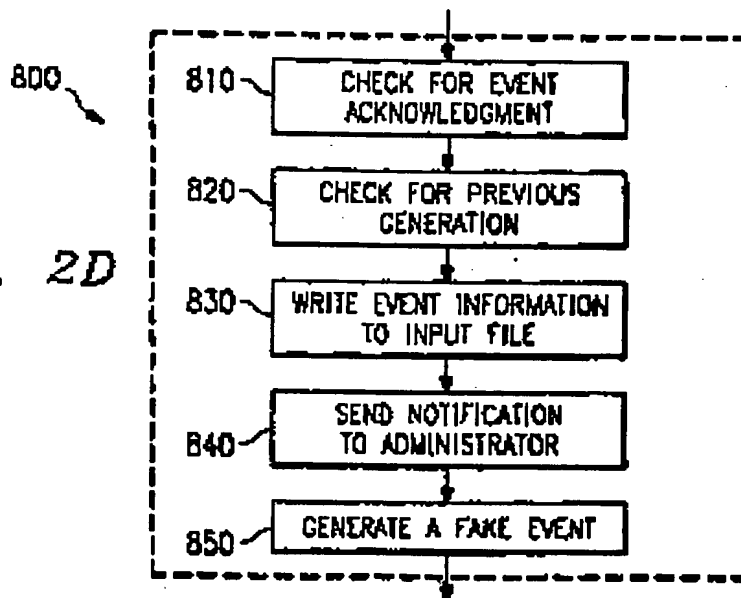 800
810
CHECK FOR EVENT
ACKNOWLEDGMENT
820
CHECK FOR PREVIOUS
GENERATION
2D
830
WRITE EVENT INFORMATION
TO INPUT FILE
840
SEND NOTIFICATION
TO ADMINISTRATOR
850
GENERATE A FAKE EVENT